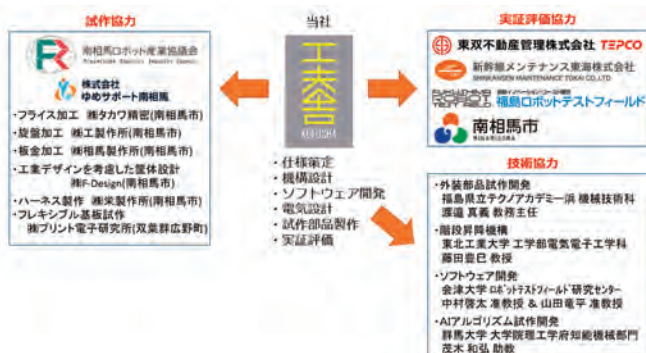 試作協力
南相馬ロボット産業協議会
株式会社
ゆめサポート南相馬
・フライス加工 ㈱タカワ精密(南相馬市)
・旋盤加工 ㈱工製作所(南相馬市)
・板金加工 ㈱相馬製作所(南相馬市)
・工業デザインを考慮した筐体設計
㈱F-Design(南相馬市)
・ハーネス製作 ㈱米製作所(南相馬市)
・フレキシブル基板試作
㈱プリント電子研究所(双葉群広野町)
当社
工夫舎
KUFUSHA
・仕様策定
・機構設計
・ソフトウェア開発
・電気設計
・試作部品製作
・実証評価
実証評価協力
東双不動産管理株式会社 TEPCO
新幹線メンテナンス東海株式会社
SHINKANSEN MAINTENANCE TOKAI CO.,LTD
福島ロボットテストフィールド
南相馬市
技術協力
・外装部品試作開発
福島県立テクノアカデミー浜 機械技術科
渡邉 真義 教務主任
・階段昇降機構
東北工業大学 工学部電気電子工学科
藤田豊己 教授
・ソフトウェア開発
会津大学 ロボットテストフィールド研究センター
中村啓太 准教授 & 山田竜平 准教授
・AIアルゴリズム試作開発
群馬大学 大学院理工学府知能機械部門
茂木 和弘 助教